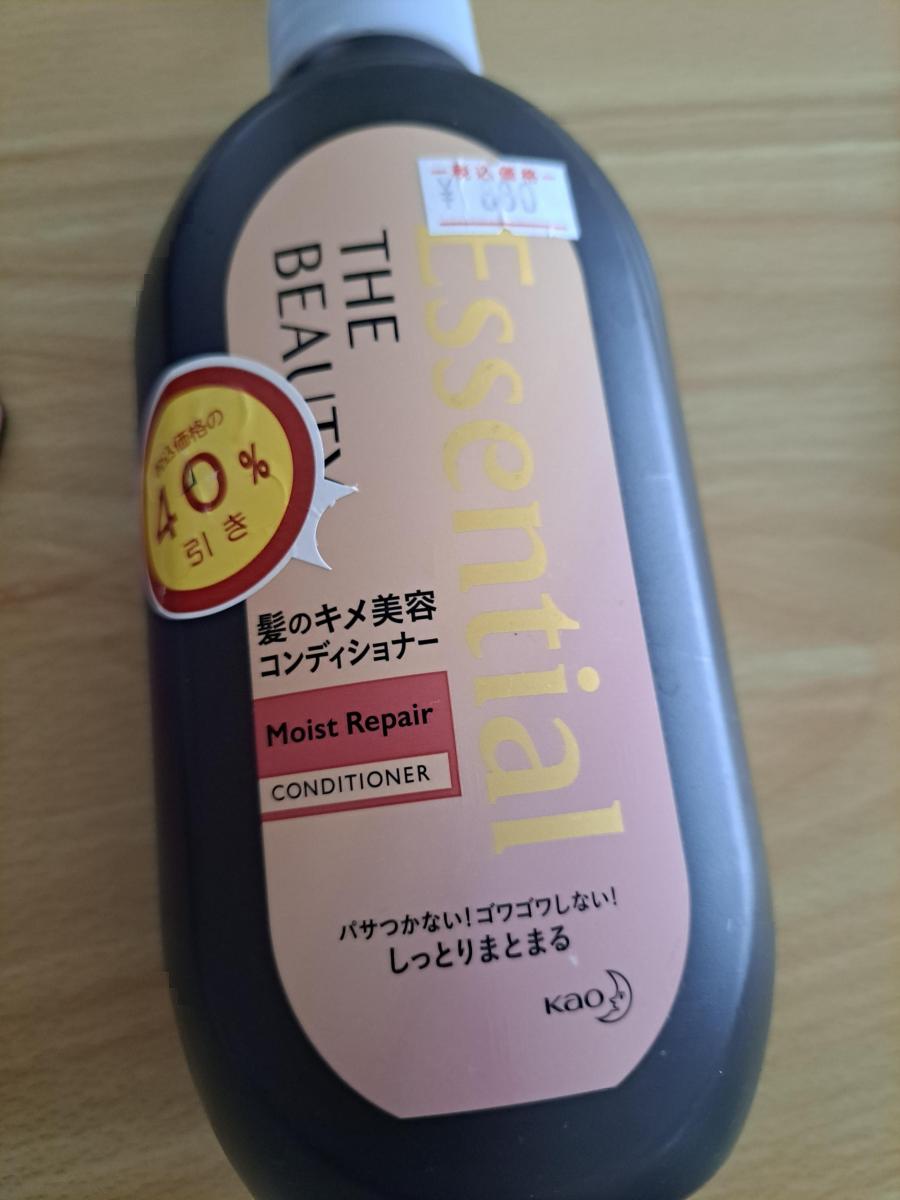 税込価格
¥
Essential
THE
BEAUTY
税込価格の
40%
引き
髪のキメ美容
コンディショナー
Moist Repair
CONDITIONER
パサつかない!ゴワゴワしない!
しっとりまとまる
Kao